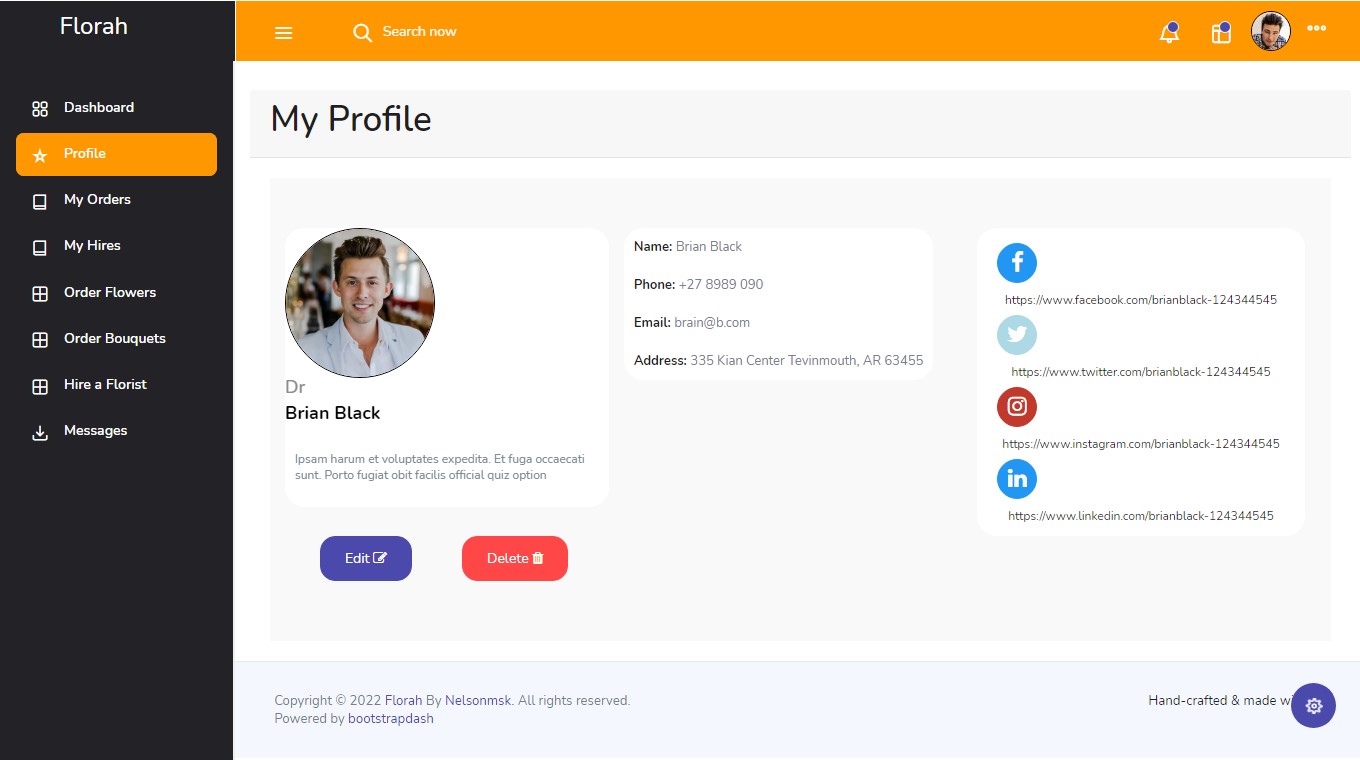 Florah
Search now
Dashboard
Profile
My Orders
My Hires
Order Flowers
Order Bouquets
Hire a Florist
Messages
My Profile
Dr
Brian Black
Ipsam harum et voluptates expedita. Et fuga occaecati
sunt. Porto fugiat obit facilis official quiz option
Edit
Delete
Name: Brian Black
Phone: +27 8989 090
Email: brain@b.com
Address: 335 Kian Center Tevinmouth, AR 63455
https://www.facebook.com/brianblack-124344545
https://www.twitter.com/brianblack-124344545
https://www.instagram.com/brianblack-124344545
in
https://www.linkedin.com/brianblack-124344545
Copyright © 2022 Florah By Nelsonmsk. All rights reserved.
Powered by bootstrapdash
Hand-crafted & made wi